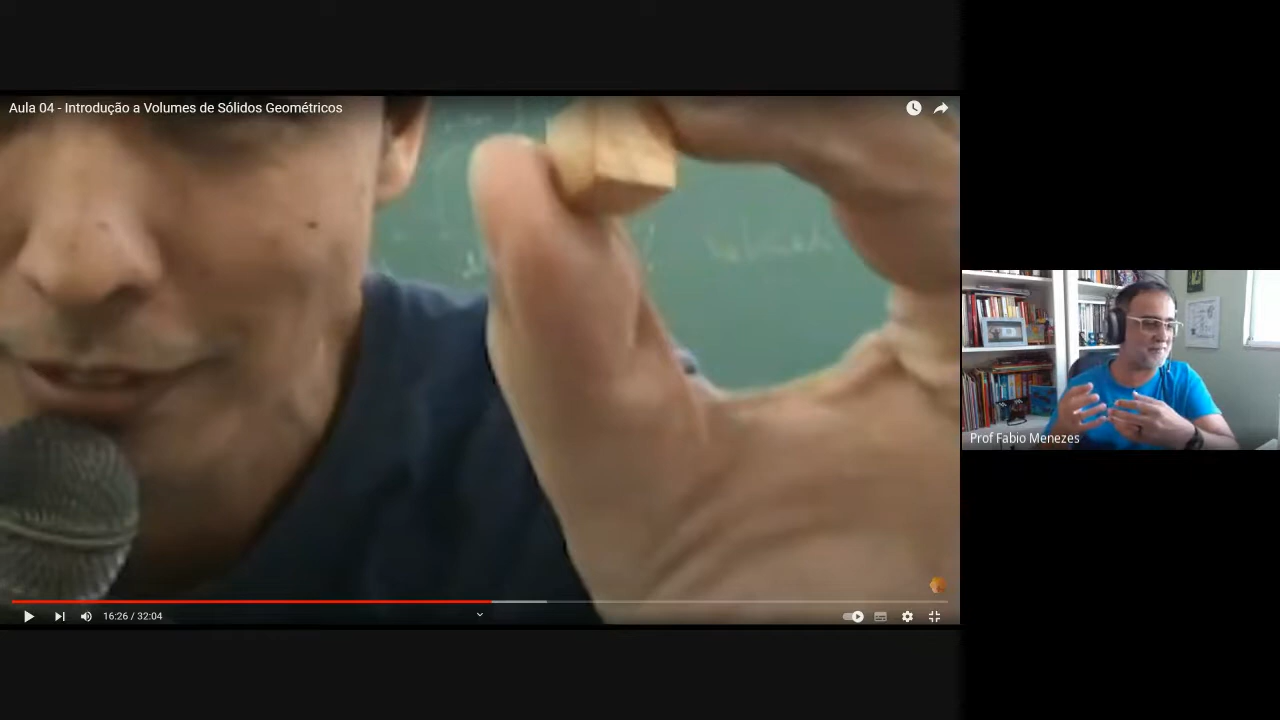 Aula 04 - Introdução a Volumes de Sólidos Geométricos
16:26 / 32:04
Prof Fabio Menezes